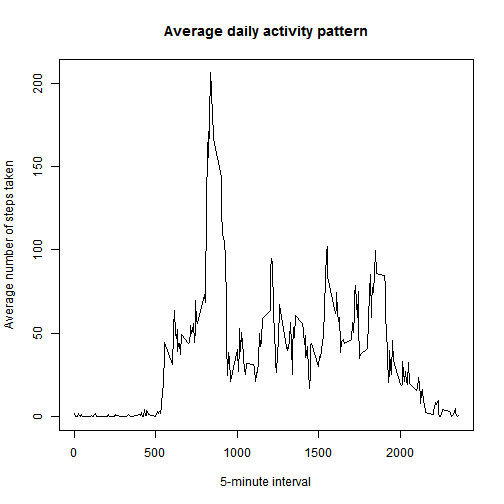 Average daily activity pattern
Average number of steps taken
200
150
100
50
0
0 500 1000 1500 2000
5-minute interval